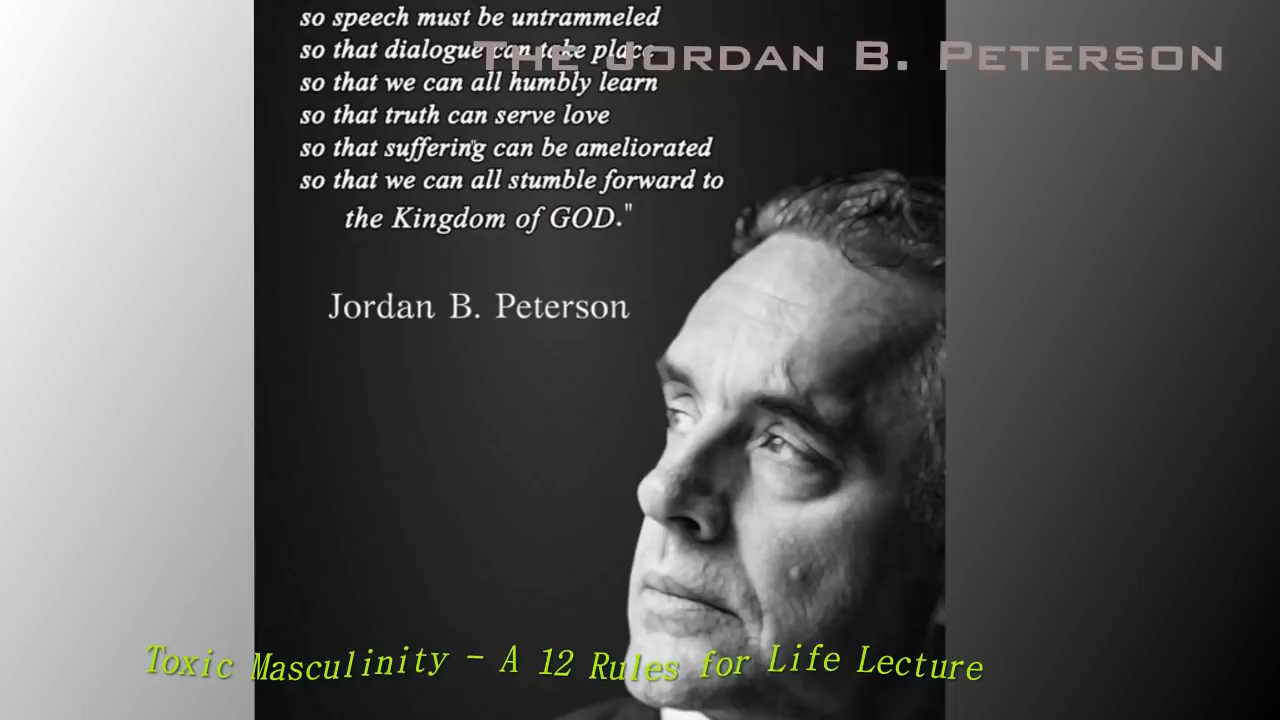 so speech must be untrammeled
so that dialogue can take place
THE JORDAN B. PETERSON
so that we can all humbly learn
so that truth can serve love
so that suffering can be ameliorated
so that we can all stumble forward to
the Kingdom of GOD."
Jordan B. Peterson
Toxic Masculinity - A 12 Rules for Life Lecture